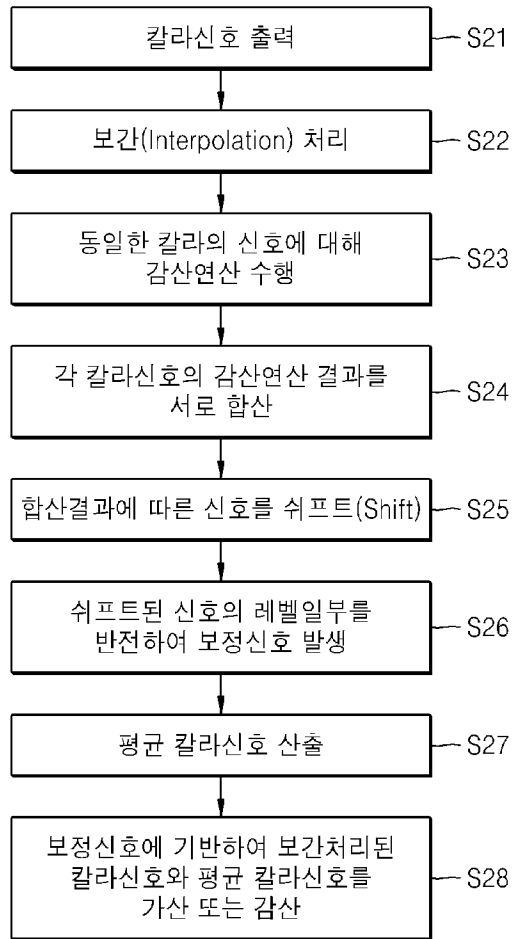 칼라신호 출력
S21
보간(Interpolation) 처리
S22
동일한 칼라의 신호에 대해
감산연산 수행
S23
각 칼라신호의 감산연산 결과를
서로 합산
S24
합산결과에 따른 신호를 쉬프트(Shift)
S25
쉬프트된 신호의 레벨일부를
반전하여 보정신호 발생
S26
평균 칼라신호 산출
S27
보정신호에 기반하여 보간처리된
칼라신호와 평균 칼라신호를
가산 또는 감산
S28